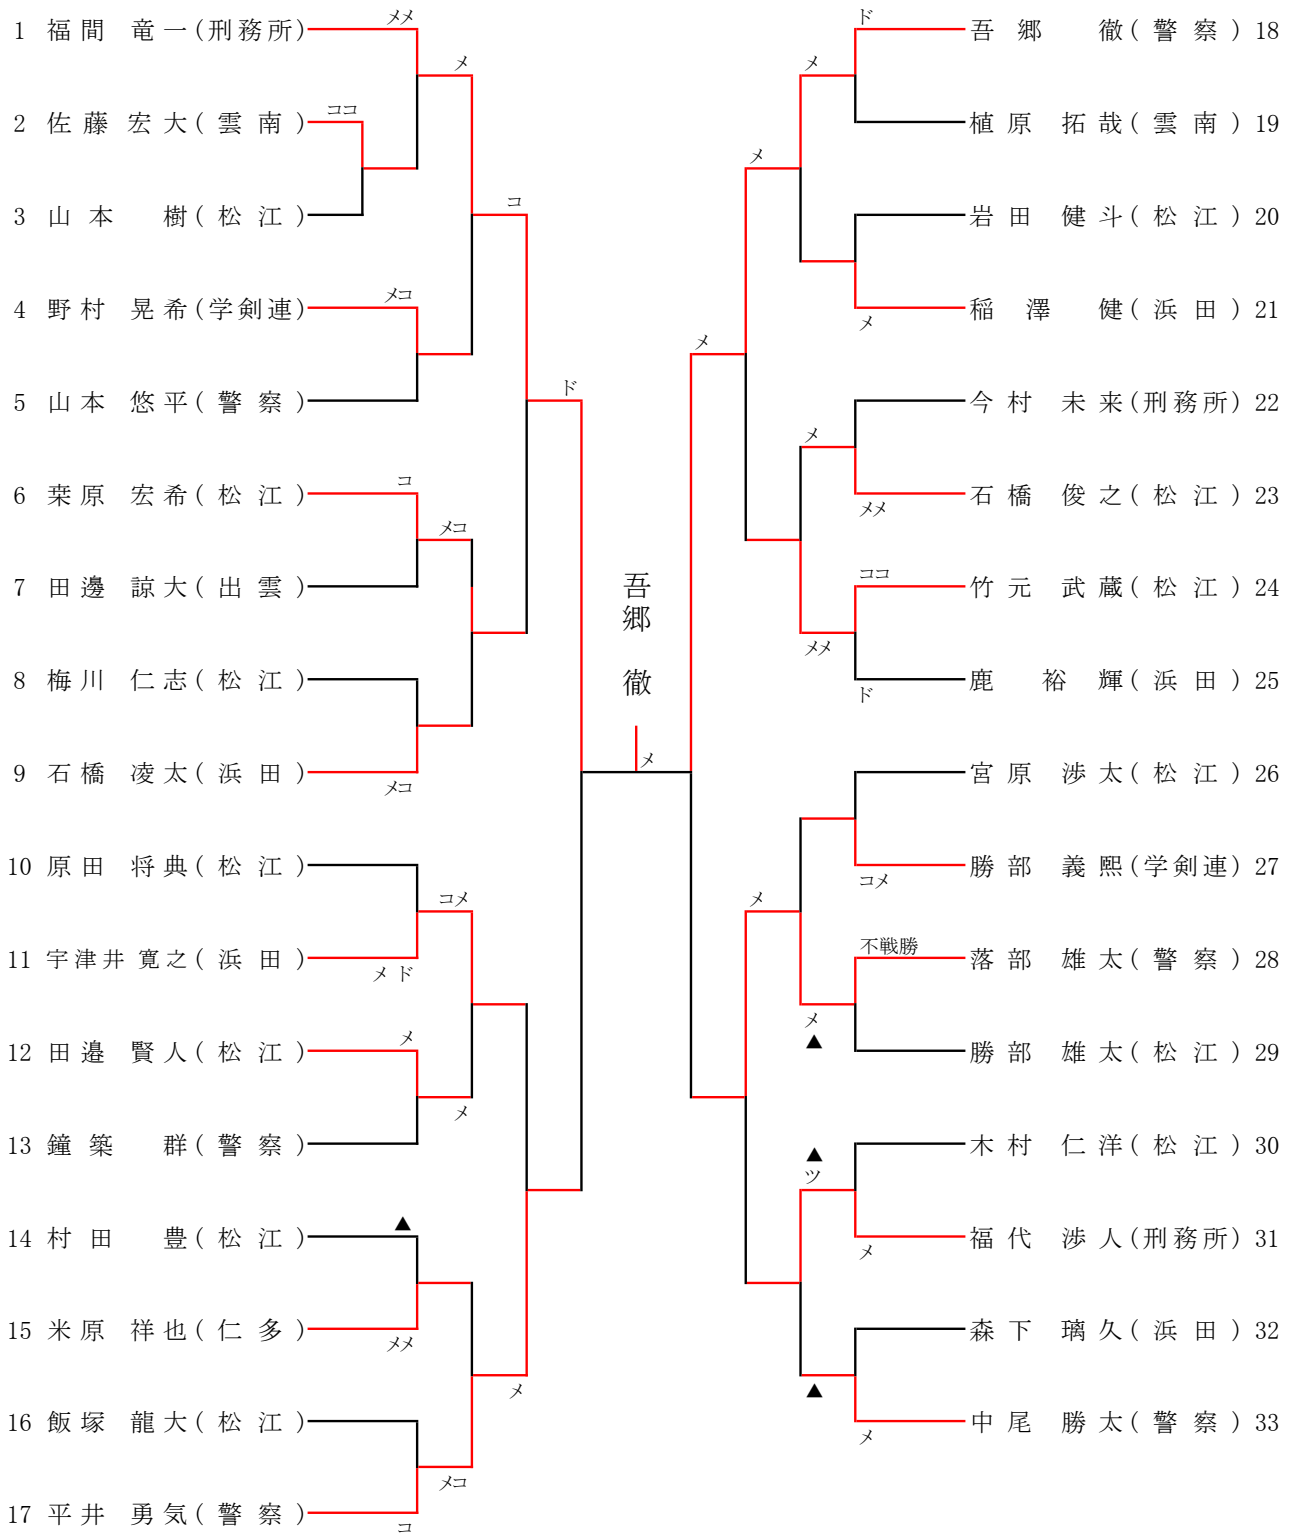 1 福間 竜一(刑務所)
メメ
メ
2 佐藤 宏大(雲南)
ココ
3 山本 樹(松江)
コ
4 野村 晃希(学剣連)
メコ
5 山本 悠平(警察)
ド
6 桒原 宏希(松江)
コ
メコ
7 田邊 諒大(出雲)
8 梅川 仁志(松江)
9 石橋 凌太(浜田)
メコ
10 原田 将典(松江)
コメ
11 宇津井 寛之(浜田)
メド
12 田邉 賢人(松江)
メ
メ
13 鐘築 群(警察)
14 村田 豊(松江)
▲
15 米原 祥也(仁多)
メメ
メ
16 飯塚 龍大(松江)
メコ
17 平井 勇気(警察)
コ
吾郷 徹
メ
ド
吾郷 徹(警察) 18
メ
植原 拓哉(雲南) 19
メ
岩田 健斗(松江) 20
稲澤 健(浜田) 21
メ
メ
今村 未来(刑務所) 22
メ
石橋 俊之(松江) 23
メメ
ココ
竹元 武蔵(松江) 24
メメ
鹿 裕輝(浜田) 25
ド
宮原 渉太(松江) 26
勝部 義熙(学剣連) 27
コメ
メ
不戦勝
落部 雄太(警察) 28
メ
▲
勝部 雄太(松江) 29
木村 仁洋(松江) 30
▲
ツ
福代 渉人(刑務所) 31
メ
森下 璃久(浜田) 32
▲
中尾 勝太(警察) 33
メ